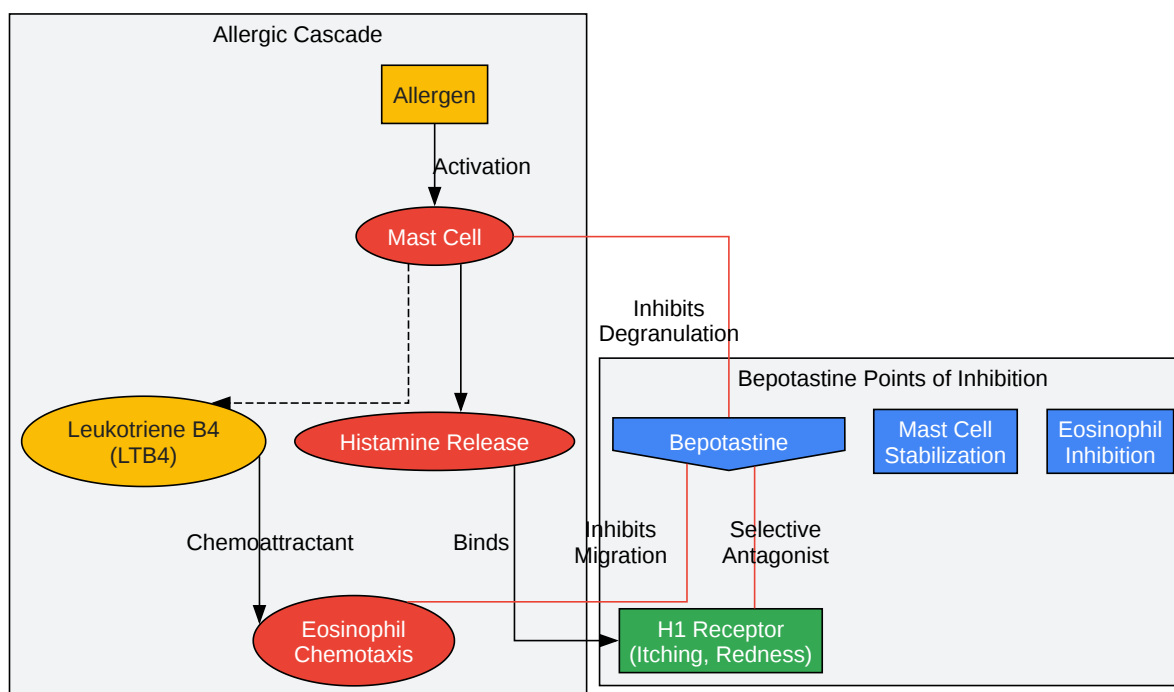 Allergic Cascade
Allergen
Activation
Mast Cell
Inhibits
Degranulation
Bepotastine Points of Inhibition
Leukotriene B4
(LTB4)
Histamine Release
Bepotastine
Mast Cell
Stabilization
Eosinophil
Inhibition
Chemoattractant
Binds
Inhibits
Migration
Selective
Antagonist
Eosinophil
Chemotaxis
H1 Receptor
(Itching, Redness)